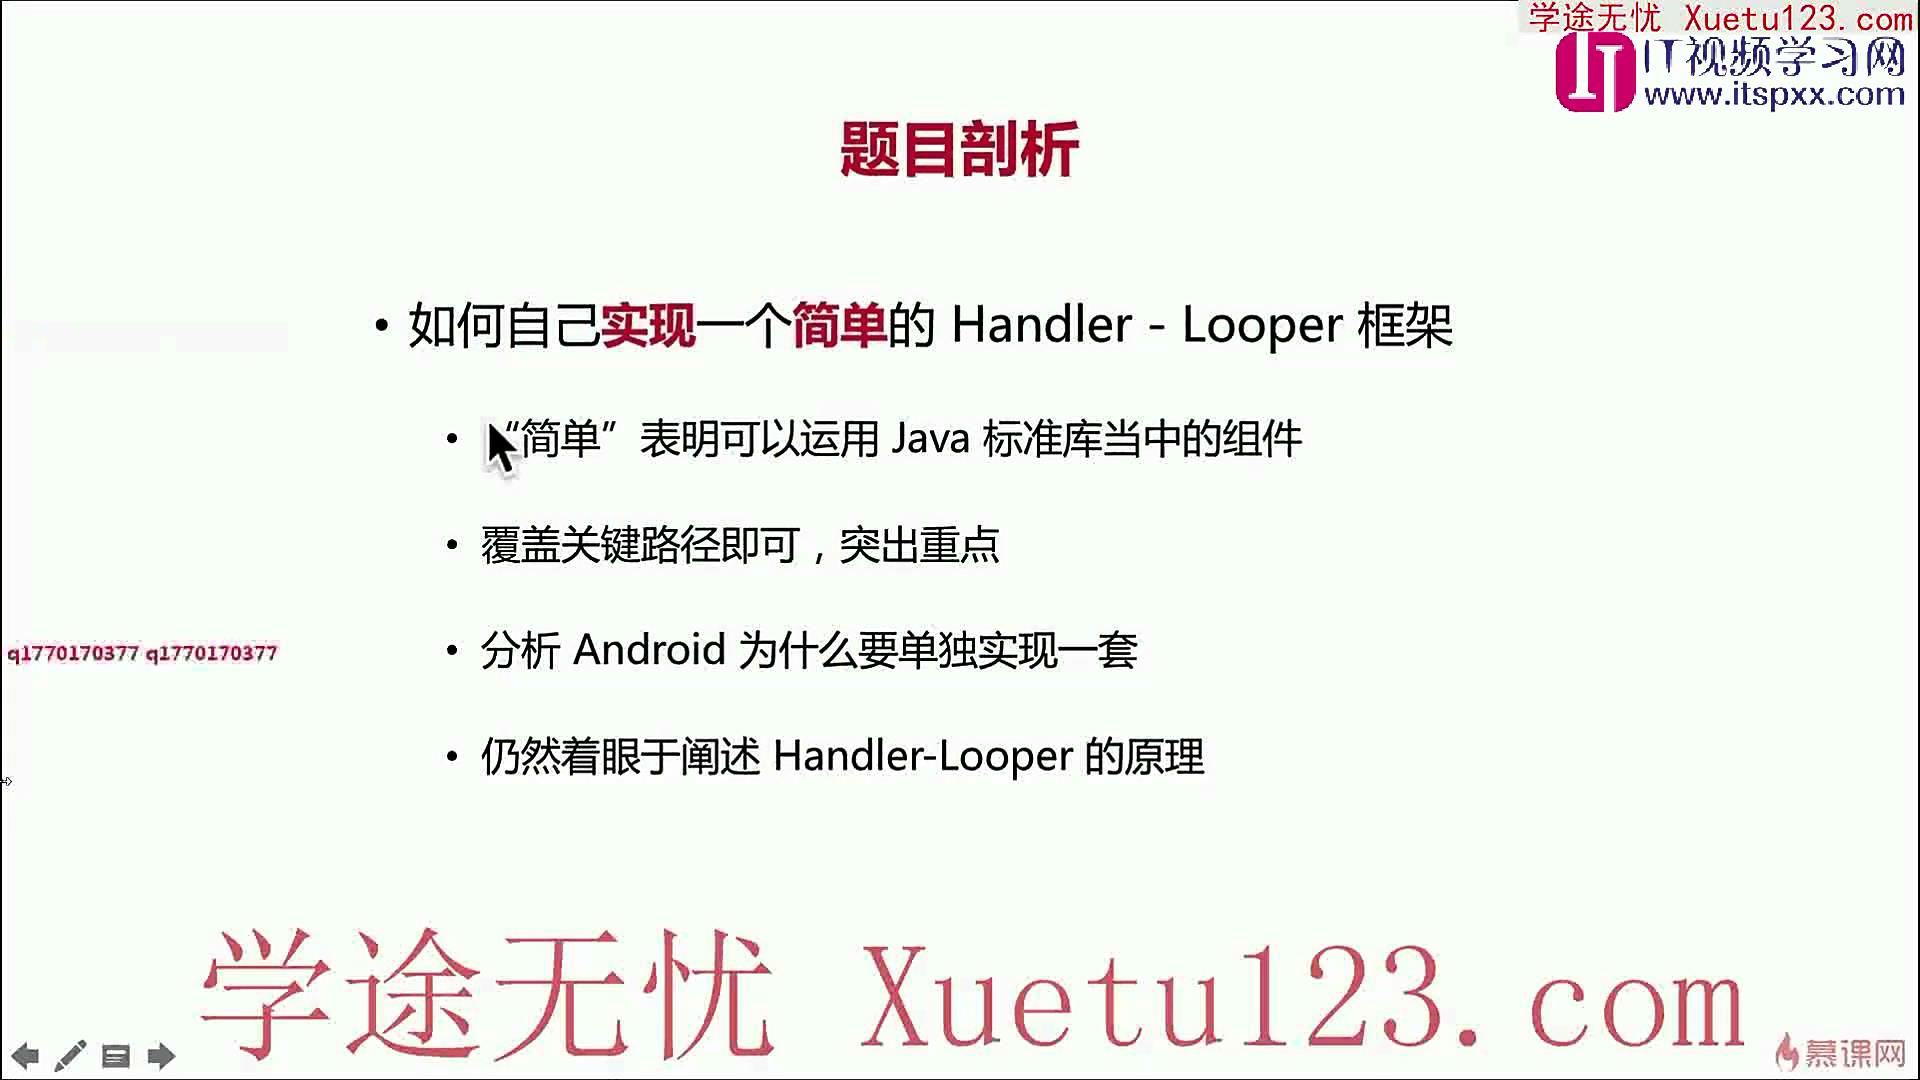 学途无忧 Xuetu123.com
IT视频学习网
www.itspxx.com
题目剖析
• 如何自己实现一个简单的 Handler - Looper 框架
• “简单”表明可以运用 Java 标准库当中的组件
• 覆盖关键路径即可，突出重点
• 分析 Android 为什么要单独实现一套
q1770170377 q1770170377
• 仍然着眼于阐述 Handler-Looper 的原理
学途无忧 Xuetu123.com
慕课网